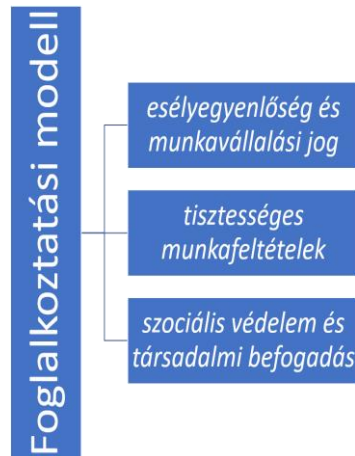 Foglalkoztatási modell
esélyegyenlőség és
munkavállalási jog
tisztességes
munkafeltételek
szociális védelem és
társadalmi befogadás